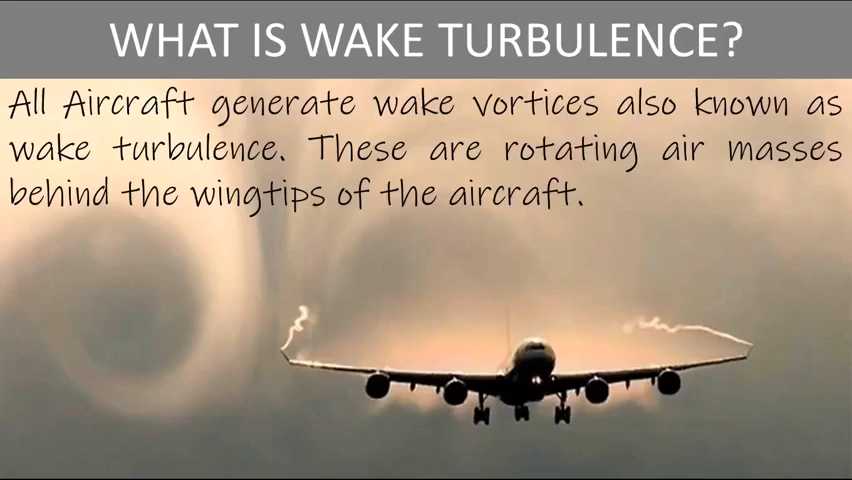 WHAT IS WAKE TURBULENCE?
All Aircraft generate wake vortices also known as
wake turbulence. These are rotating air masses
behind the wingtips of the aircraft.